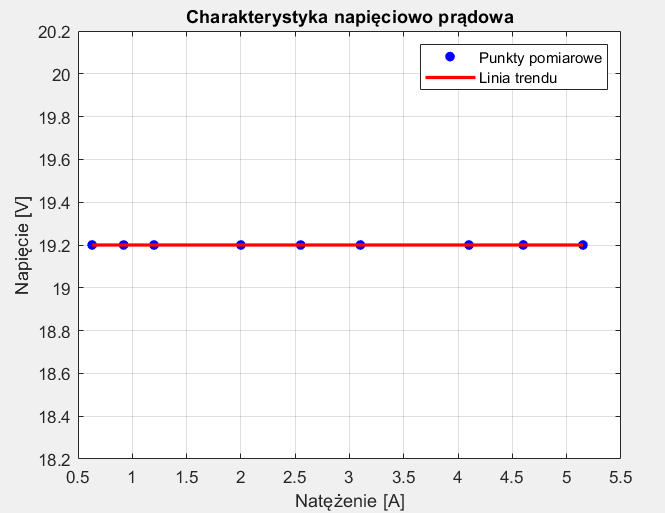 Charakterystyka napięciowo prądowa
20.2
20
19.8
19.6
19.4
19.2
19
18.8
18.6
18.4
18.2
Napięcie [V]
Punkty pomiarowe
Linia trendu
0.5 1 1.5 2 2.5 3 3.5 4 4.5 5 5.5
Natężenie [A]